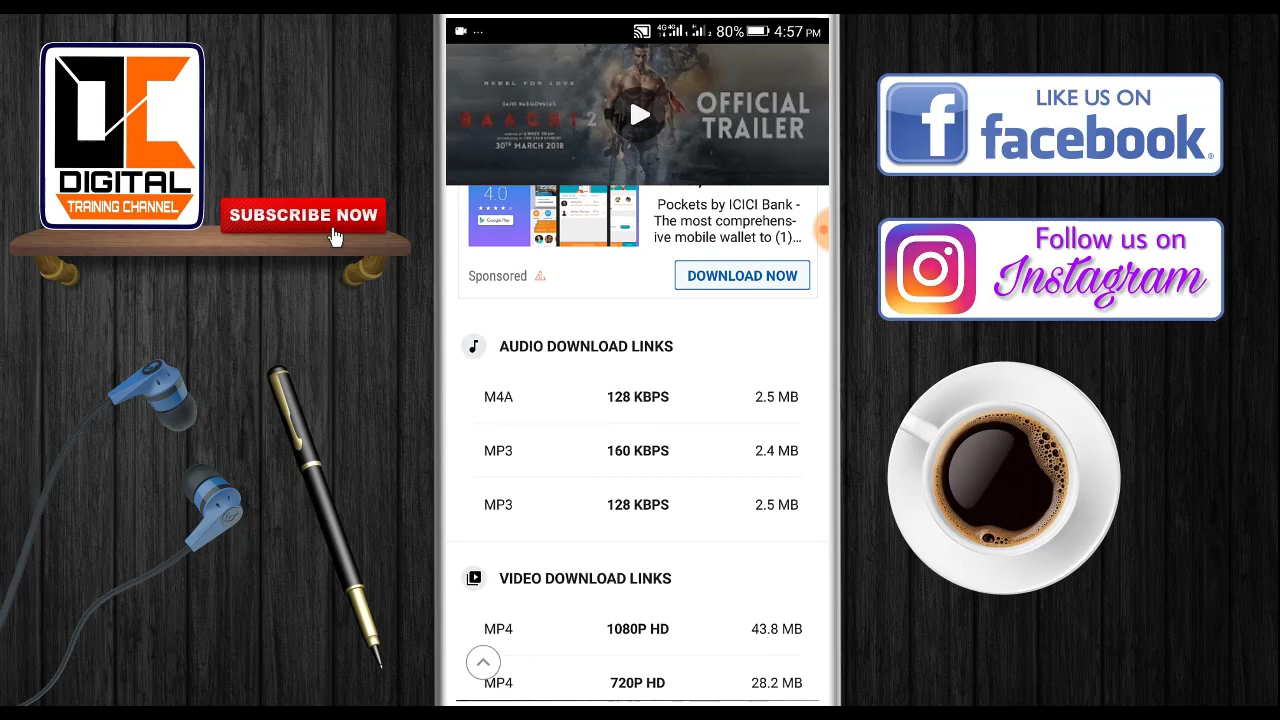 DIGITAL
TRAINING CHANNEL
SUBSCRIBE NOW
80% 4:57 PM
REBEL FOR LOVE
BAAGHI 2
30TH MARCH 2018
OFFICIAL
TRAILER
4.0
Google Play
Pockets by ICICI Bank -
The most comprehens-
ive mobile wallet to (1)...
Sponsored
DOWNLOAD NOW
AUDIO DOWNLOAD LINKS
M4A 128 KBPS 2.5 MB
MP3 160 KBPS 2.4 MB
MP3 128 KBPS 2.5 MB
VIDEO DOWNLOAD LINKS
MP4 1080P HD 43.8 MB
MP4 720P HD 28.2 MB
LIKE US ON
facebook
Follow us on
Instagram